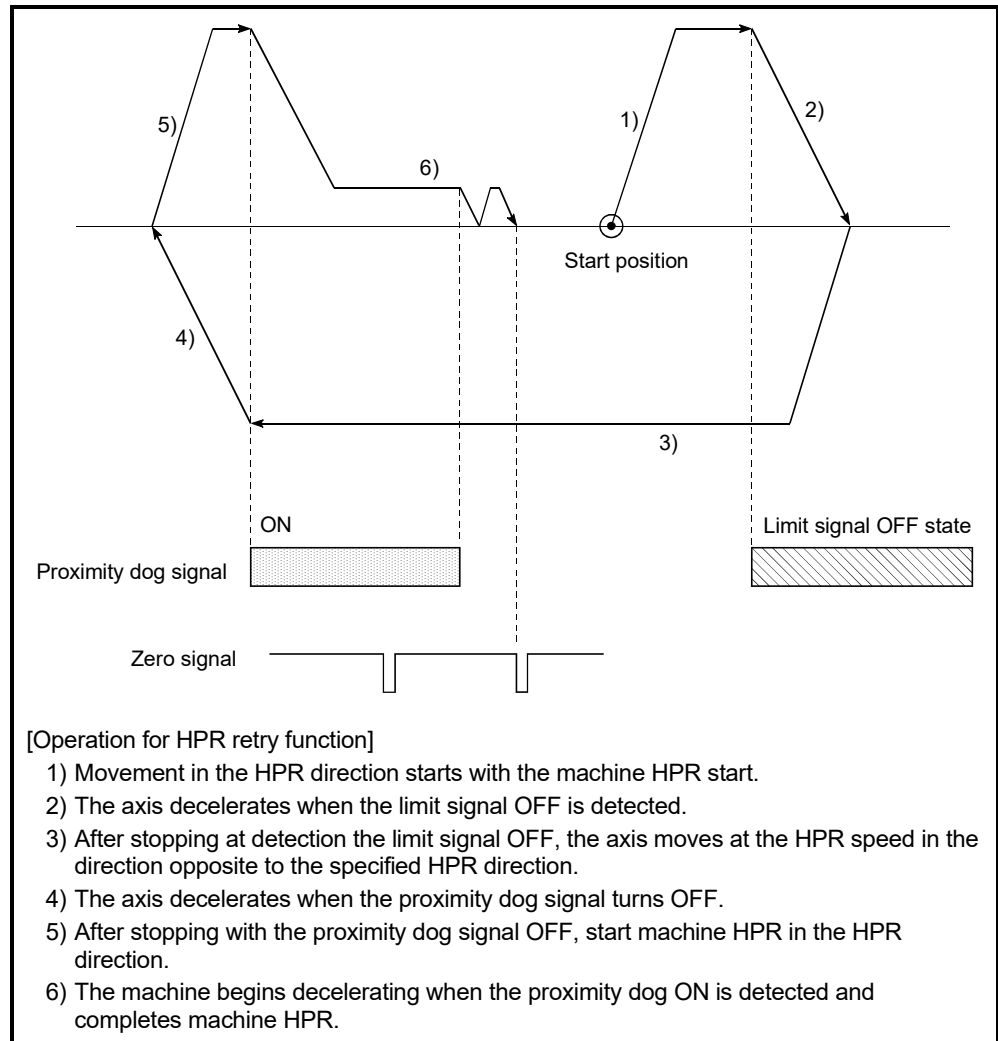 5)
6)
1)
2)
Start position
4)
3)
ON
Limit signal OFF state
Proximity dog signal
Zero signal
[Operation for HPR retry function]
1) Movement in the HPR direction starts with the machine HPR start.
2) The axis decelerates when the limit signal OFF is detected.
3) After stopping at detection the limit signal OFF, the axis moves at the HPR speed in the
direction opposite to the specified HPR direction.
4) The axis decelerates when the proximity dog signal turns OFF.
5) After stopping with the proximity dog signal OFF, start machine HPR in the HPR
direction.
6) The machine begins decelerating when the proximity dog ON is detected and
completes machine HPR.